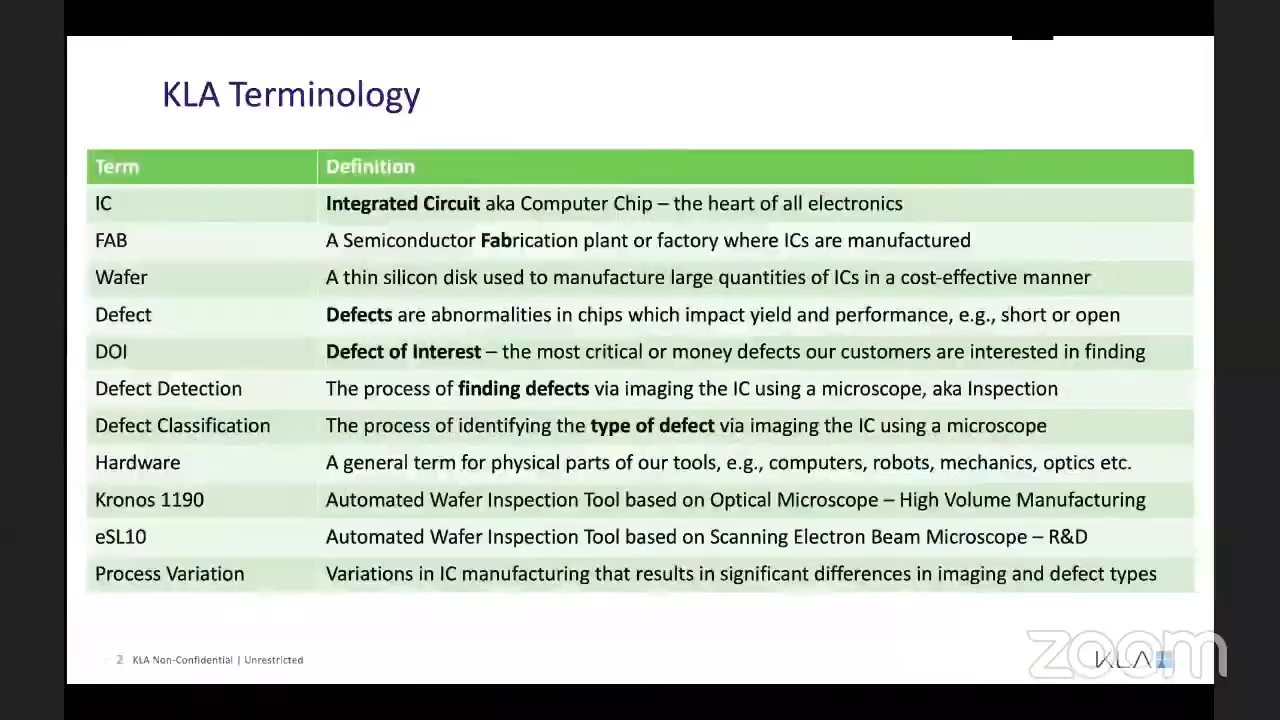 KLA Terminology
Term Definition
IC Integrated Circuit aka Computer Chip – the heart of all electronics
FAB A Semiconductor Fabrication plant or factory where ICs are manufactured
Wafer A thin silicon disk used to manufacture large quantities of ICs in a cost-effective manner
Defect Defects are abnormalities in chips which impact yield and performance, e.g., short or open
DOI Defect of Interest – the most critical or money defects our customers are interested in finding
Defect Detection The process of finding defects via imaging the IC using a microscope, aka Inspection
Defect Classification The process of identifying the type of defect via imaging the IC using a microscope
Hardware A general term for physical parts of our tools, e.g., computers, robots, mechanics, optics etc.
Kronos 1190 Automated Wafer Inspection Tool based on Optical Microscope – High Volume Manufacturing
eSL10 Automated Wafer Inspection Tool based on Scanning Electron Beam Microscope – R&D
Process Variation Variations in IC manufacturing that results in significant differences in imaging and defect types
2 KLA Non-Confidential | Unrestricted
KLA
zoom